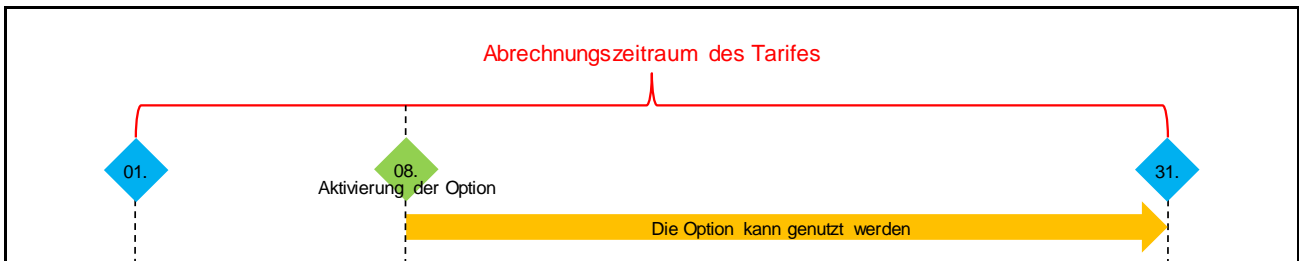 Abrechnungszeitraum des Tarifes
01.
08.
31.
Aktivierung der Option
Die Option kann genutzt werden